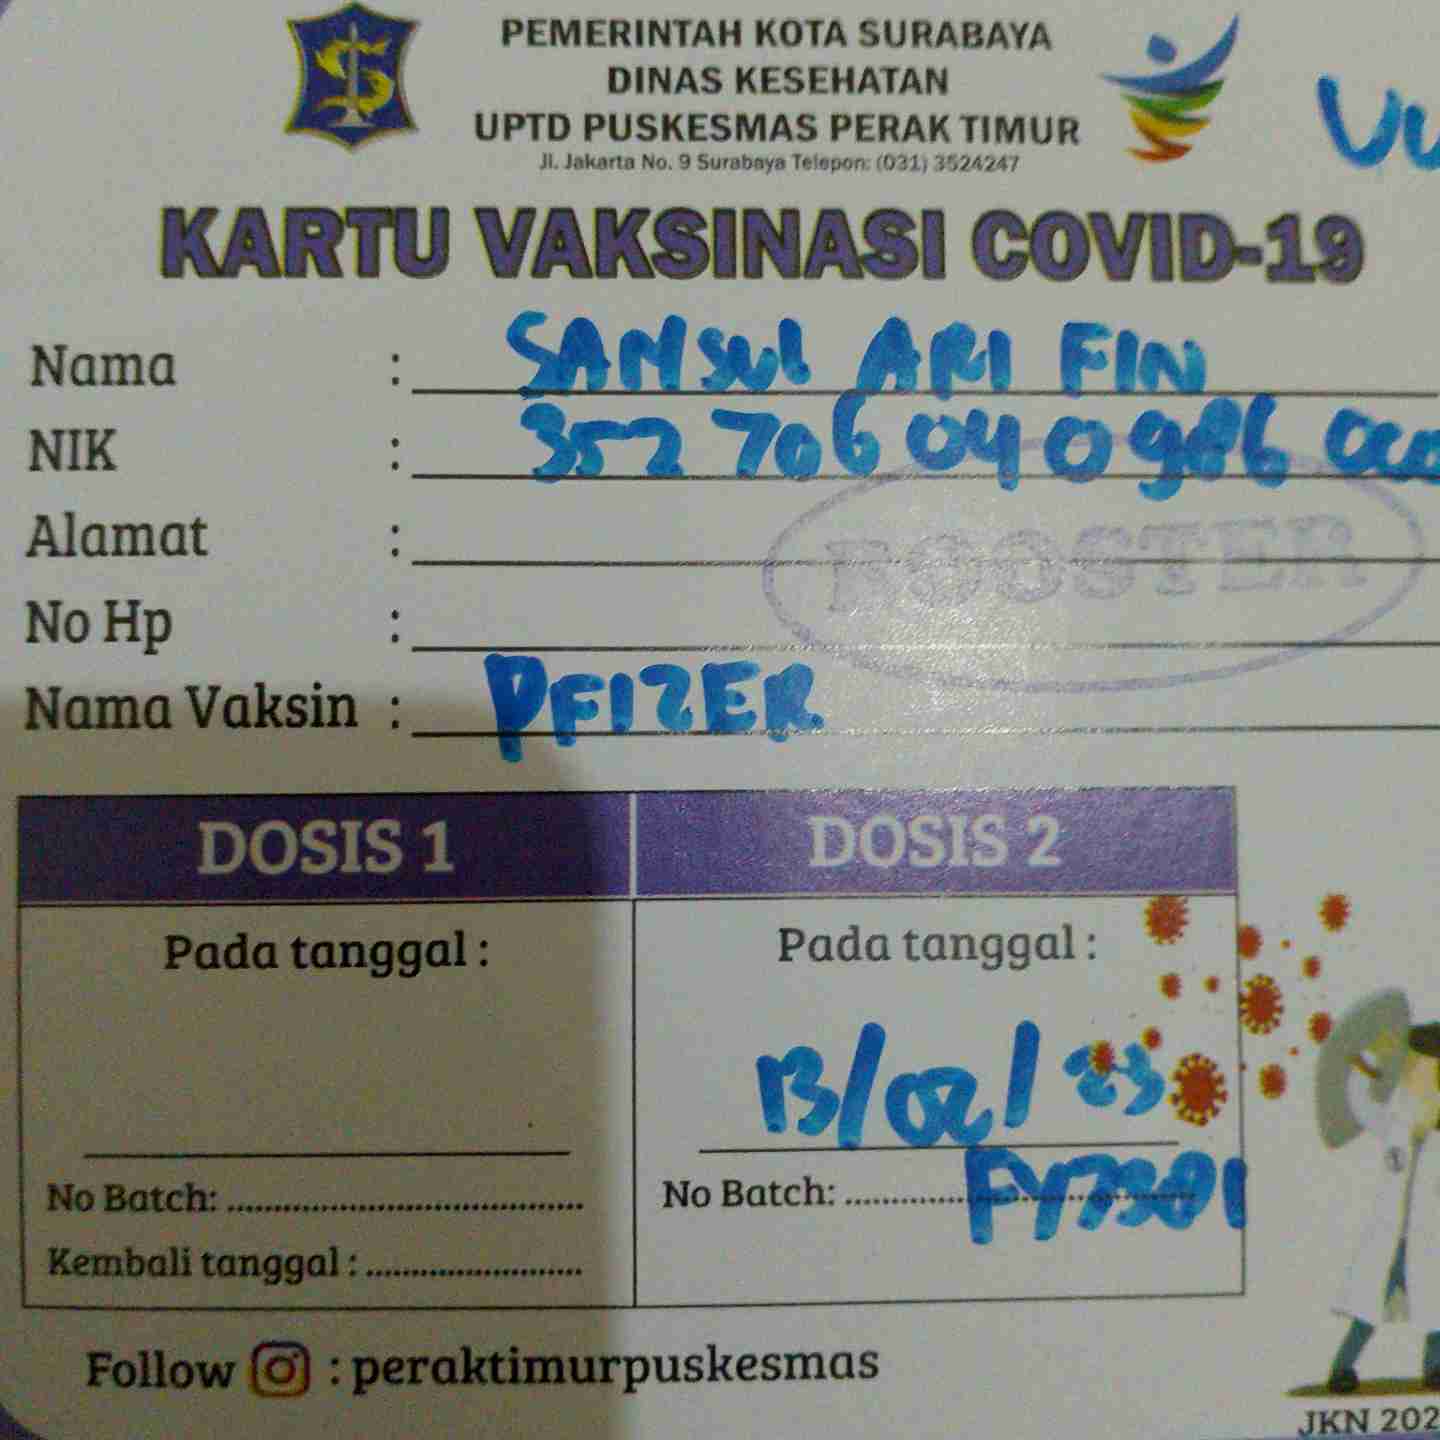 PEMERINTAH KOTA SURABAYA
DINAS KESEHATAN
UPTD PUSKESMAS PERAK TIMUR
Jl. Jakarta No. 9 Surabaya Telepon: (031) 3524247
KARTU VAKSINASI COVID-19
Nama : SAMSUL ARI FIN
NIK :
Alamat :
BOOSTER
No Hp :
Nama Vaksin : PFIZER
DOSIS 1 DOSIS 2
Pada tanggal : Pada tanggal :
13/02/23
No Batch: No Batch:
Kembali tanggal :
Follow : peraktimurpuskesmas
JKN 202